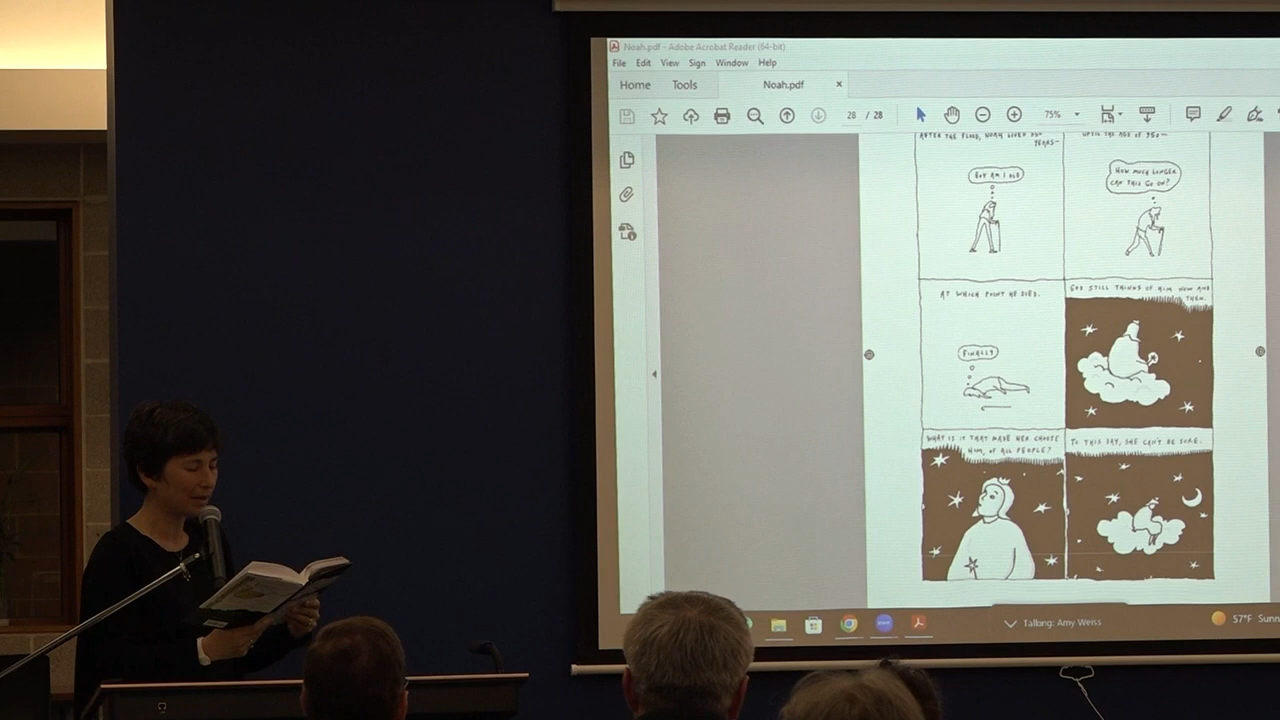 Noah.pdf - Adobe Acrobat Reader (64-bit)
File Edit View Sign Window Help
Home Tools Noah.pdf ×
28 / 28 75%
AFTER THE FLOOD, NOAH LIVED
YEARS—
UNTIL THE AGE OF 950—
BOY AM I OLD
HOW MUCH LONGER
CAN THIS GO ON?
AT WHICH POINT HE DIED.
GOD STILL THINKS OF HIM NOW AND
THEN.
FINALLY
WHAT IS IT THAT MADE HER CHOOSE
HIM, OF ALL PEOPLE?
TO THIS DAY, SHE CAN'T BE SURE.
Talking: Amy Weiss
57°F Sunn